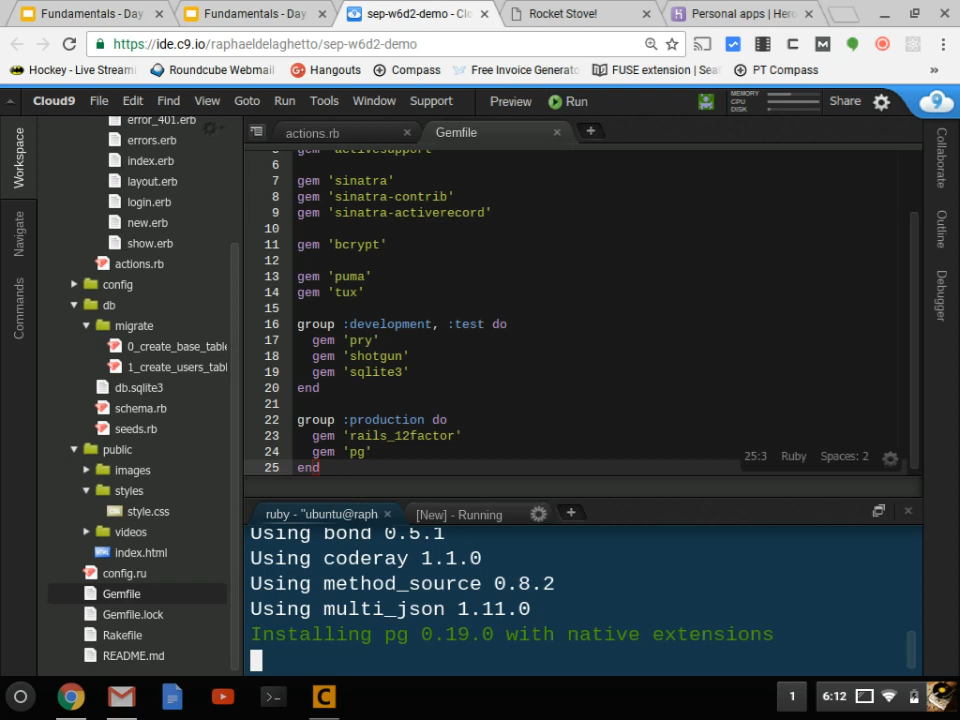 Fundamentals - Day
Fundamentals - Day
sep-w6d2-demo - Clo
Rocket Stove!
Personal apps | Hero
https://ide.c9.io/raphaeldelaghetto/sep-w6d2-demo
Hockey - Live Streami
Roundcube Webmail
Hangouts
Compass
Free Invoice Generato
FUSE extension | Seaf
PT Compass
»
Cloud9 File Edit Find View Goto Run Tools Window Support Preview Run
MEMORY
CPU
DISK
Share
Workspace
Navigate
Commands
error_401.erb
errors.erb
index.erb
layout.erb
login.erb
new.erb
show.erb
actions.rb
config
db
migrate
0_create_base_table
1_create_users_tabl
db.sqlite3
schema.rb
seeds.rb
public
images
styles
style.css
videos
index.html
config.ru
Gemfile
Gemfile.lock
Rakefile
README.md
actions.rb
Gemfile
5 gem 'activesupport'
6
7 gem 'sinatra'
8 gem 'sinatra-contrib'
9 gem 'sinatra-activerecord'
10
11 gem 'bcrypt'
12
13 gem 'puma'
14 gem 'tux'
15
16 group :development, :test do
17 gem 'pry'
18 gem 'shotgun'
19 gem 'sqlite3'
20 end
21
22 group :production do
23 gem 'rails_12factor'
24 gem 'pg'
25 end
25:3 Ruby Spaces: 2
Collaborate
Outline
Debugger
ruby - "ubuntu@raph
[New] - Running
Using bond 0.5.1
Using coderay 1.1.0
Using method_source 0.8.2
Using multi_json 1.11.0
Installing pg 0.19.0 with native extensions
1
6:12